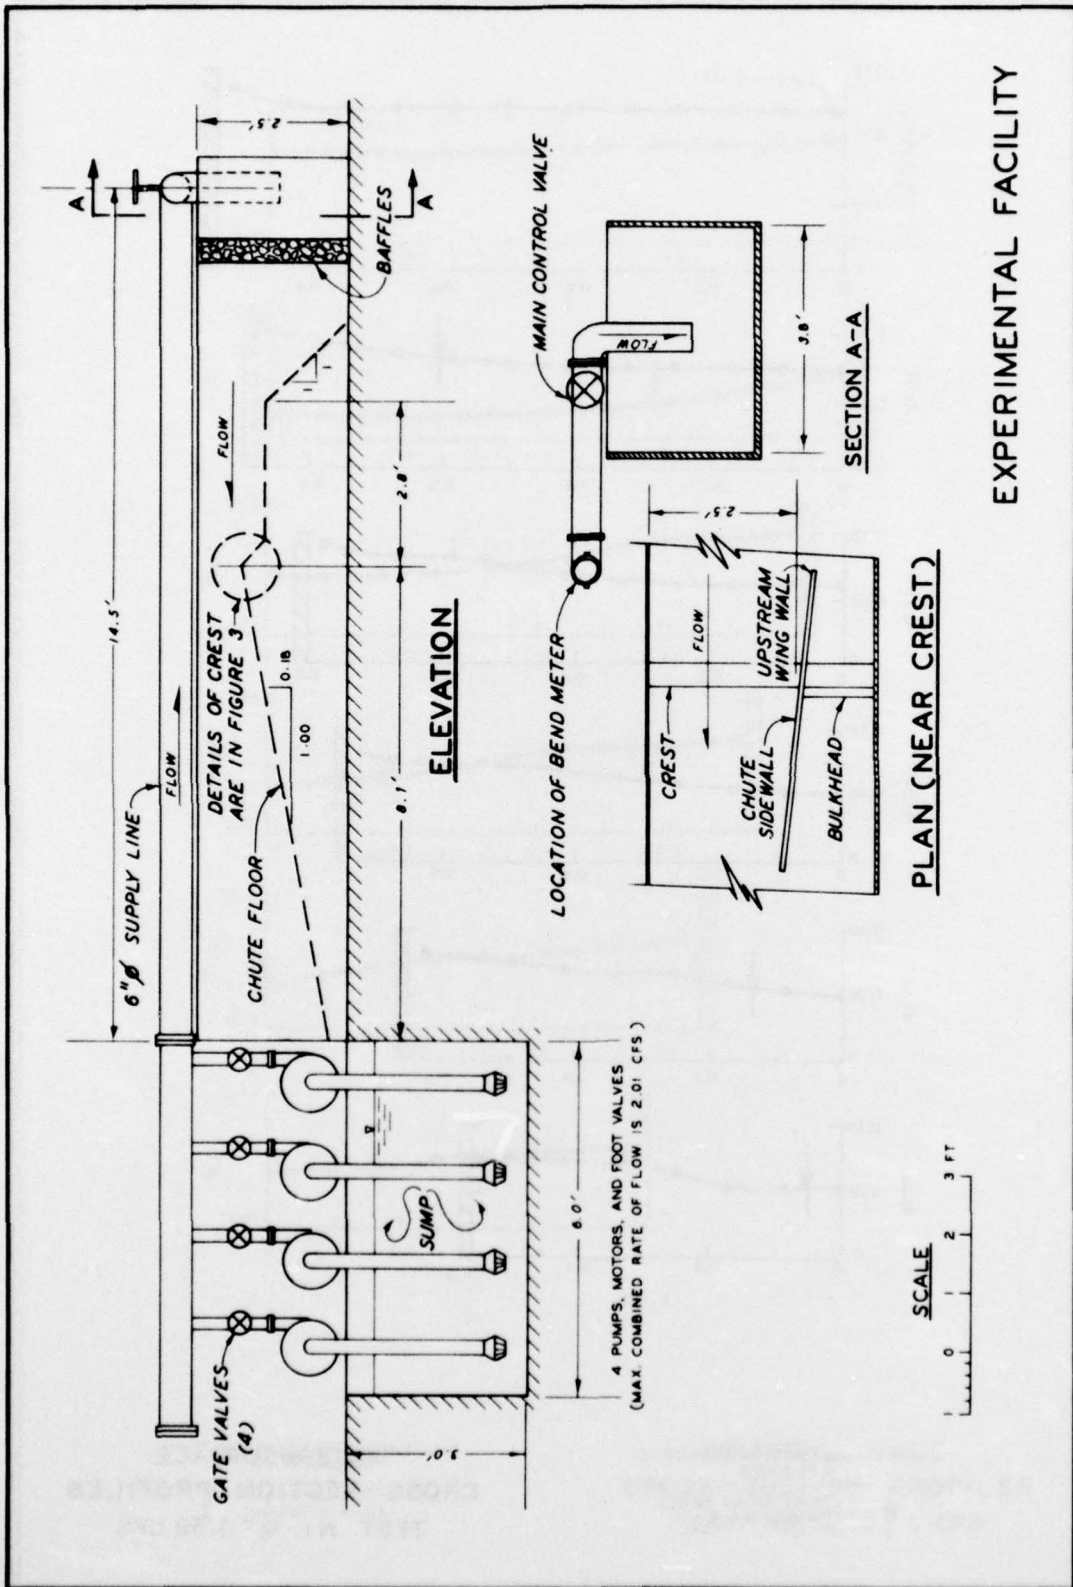 14.5'
6"Ø SUPPLY LINE
FLOW
A
A
2.5'
BAFFLES
DETAILS OF CREST
ARE IN FIGURE 3
FLOW
1
1
CHUTE FLOOR
0.18
1.00
8.1'
2.8'
ELEVATION
GATE VALVES
(4)
3.0'
SUMP
6.0'
4 PUMPS, MOTORS, AND FOOT VALVES
(MAX. COMBINED RATE OF FLOW IS 2.01 CFS)
LOCATION OF BEND METER
MAIN CONTROL VALVE
FLOW
3.8'
SECTION A-A
2.5'
FLOW
CREST
CHUTE
SIDEWALL
UPSTREAM
WING WALL
BULKHEAD
PLAN (NEAR CREST)
SCALE
1 0 1 2 3 FT
EXPERIMENTAL FACILITY